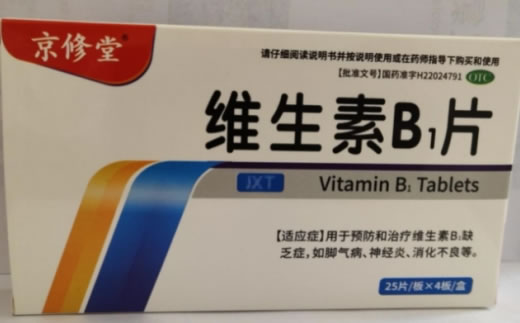 京修堂®
请仔细阅读说明书并按说明使用或在药师指导下购买和使用
【批准文号】国药准字H22024791 OTC
维生素B₁片
JXT Vitamin B₁ Tablets
【适应症】用于预防和治疗维生素B₁缺
乏症，如脚气病、神经炎、消化不良等。
25片/板×4板/盒